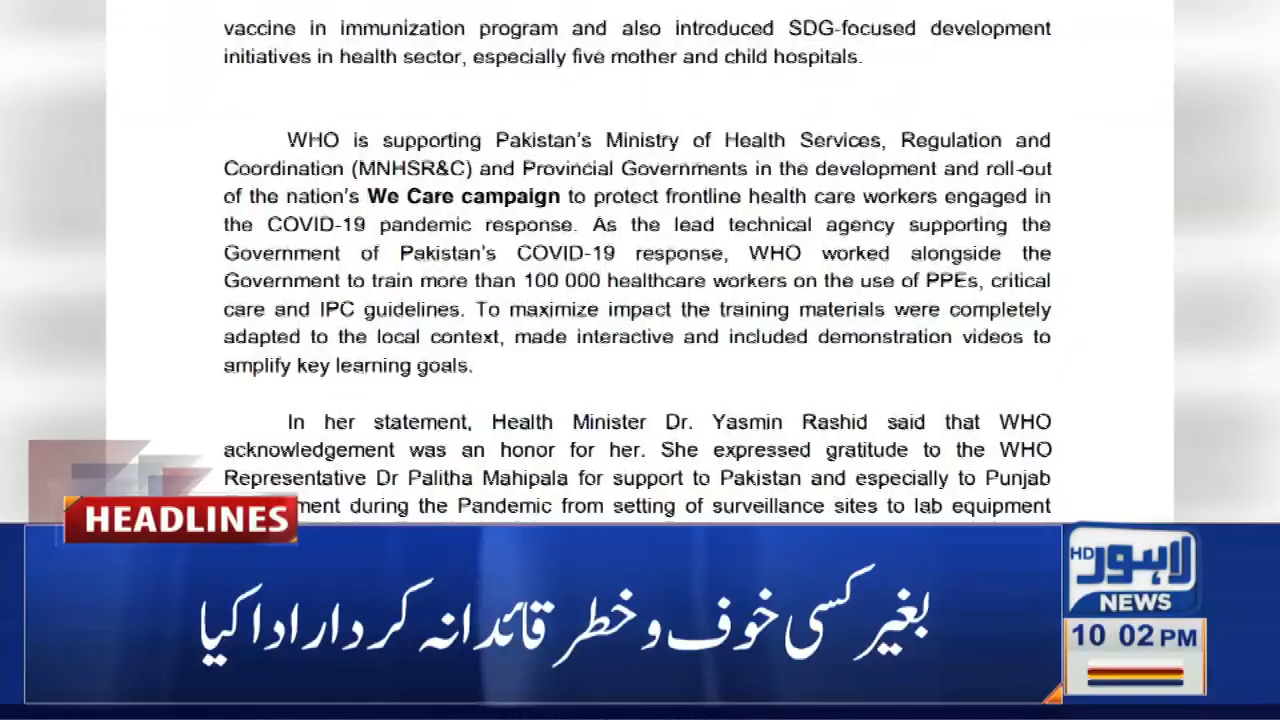 vaccine in immunization program and also introduced SDG-focused development
initiatives in health sector, especially five mother and child hospitals.
WHO is supporting Pakistan's Ministry of Health Services, Regulation and
Coordination (MNHSR&C) and Provincial Governments in the development and roll-out
of the nation's We Care campaign to protect frontline health care workers engaged in
the COVID-19 pandemic response. As the lead technical agency supporting the
Government of Pakistan's COVID-19 response, WHO worked alongside the
Government to train more than 100 000 healthcare workers on the use of PPEs, critical
care and IPC guidelines. To maximize impact the training materials were completely
adapted to the local context, made interactive and included demonstration videos to
amplify key learning goals.
In her statement, Health Minister Dr. Yasmin Rashid said that WHO
acknowledgement was an honor for her. She expressed gratitude to the WHO
Representative Dr Palitha Mahipala for support to Pakistan and especially to Punjab
ment during the Pandemic from setting of surveillance sites to lab equipment
HEADLINES
بغیر کسی خوف و خطر قائدانہ کردار ادا کیا
HD لاہور
NEWS
10 02 PM